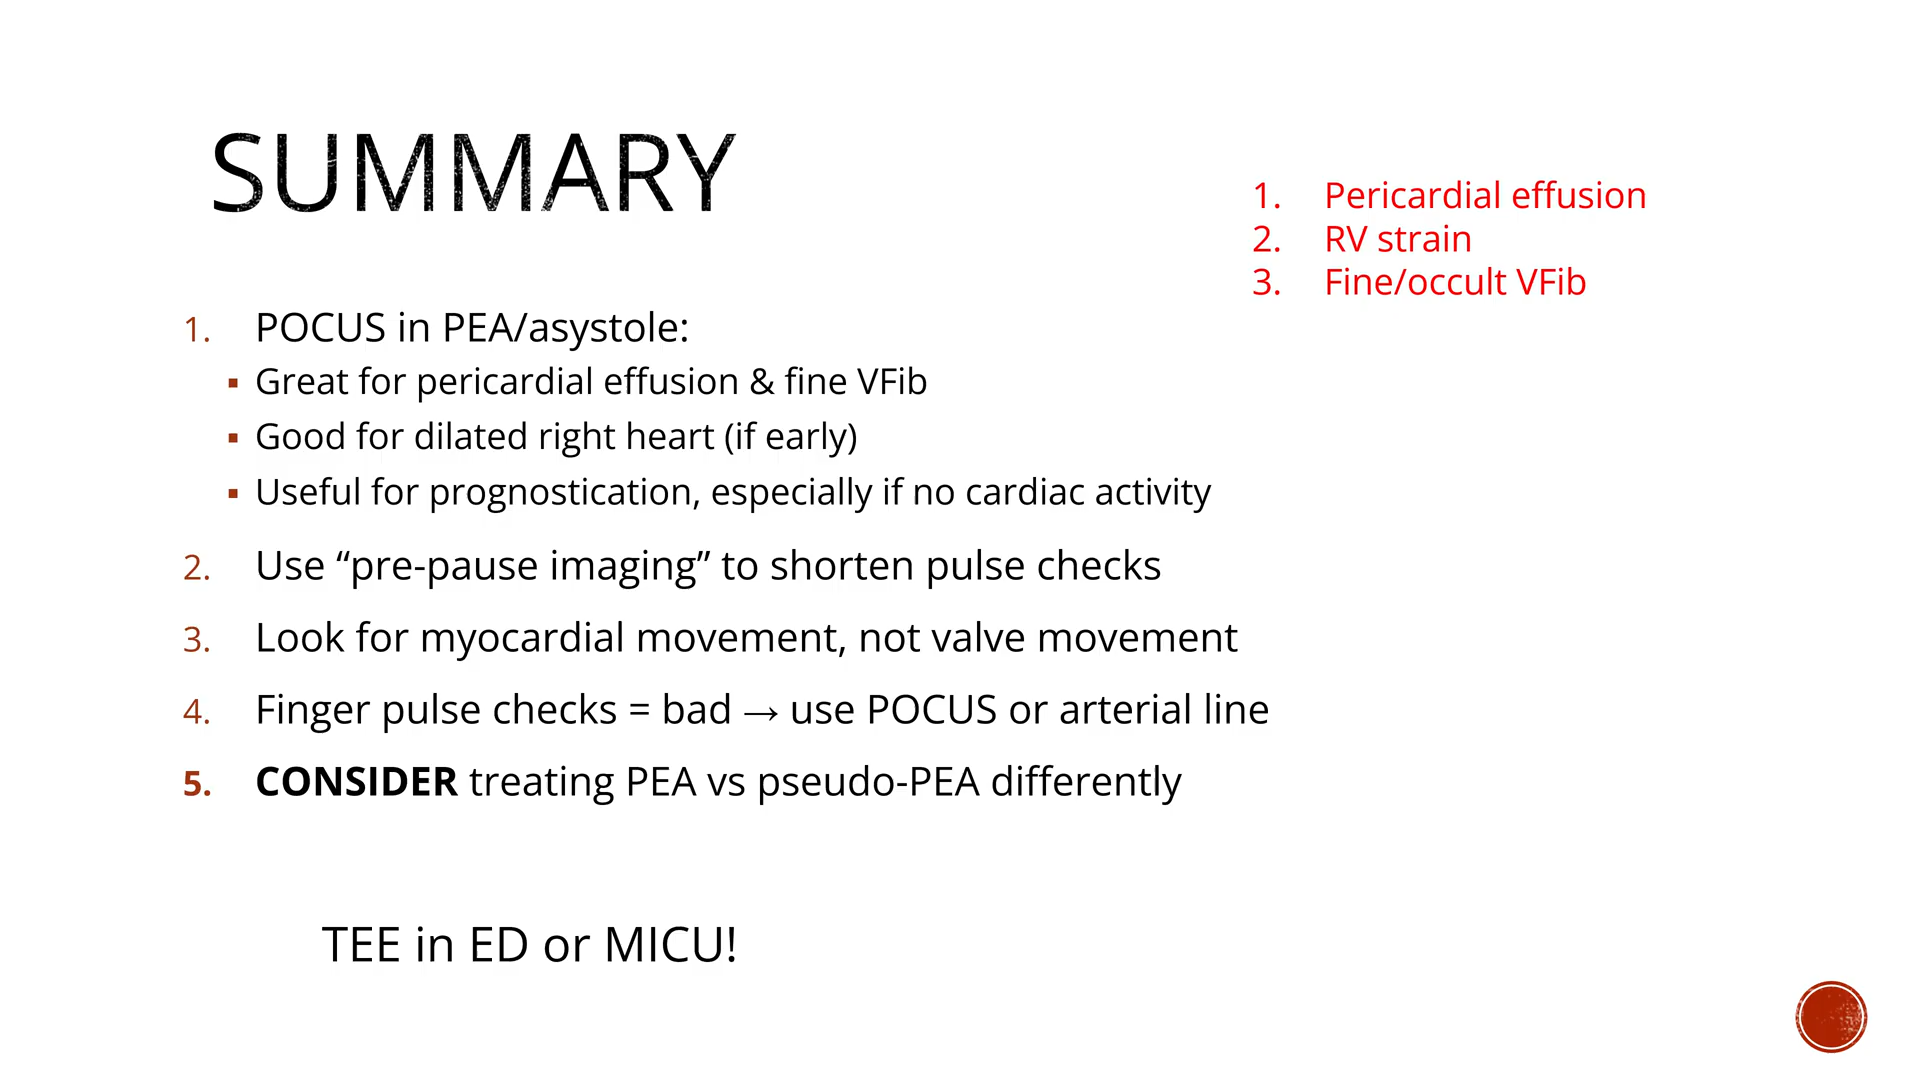 SUMMARY
1. Pericardial effusion
2. RV strain
3. Fine/occult VFib
1. POCUS in PEA/asystole:
▪ Great for pericardial effusion & fine VFib
▪ Good for dilated right heart (if early)
▪ Useful for prognostication, especially if no cardiac activity
2. Use “pre-pause imaging” to shorten pulse checks
3. Look for myocardial movement, not valve movement
4. Finger pulse checks = bad → use POCUS or arterial line
5. CONSIDER treating PEA vs pseudo-PEA differently
TEE in ED or MICU!